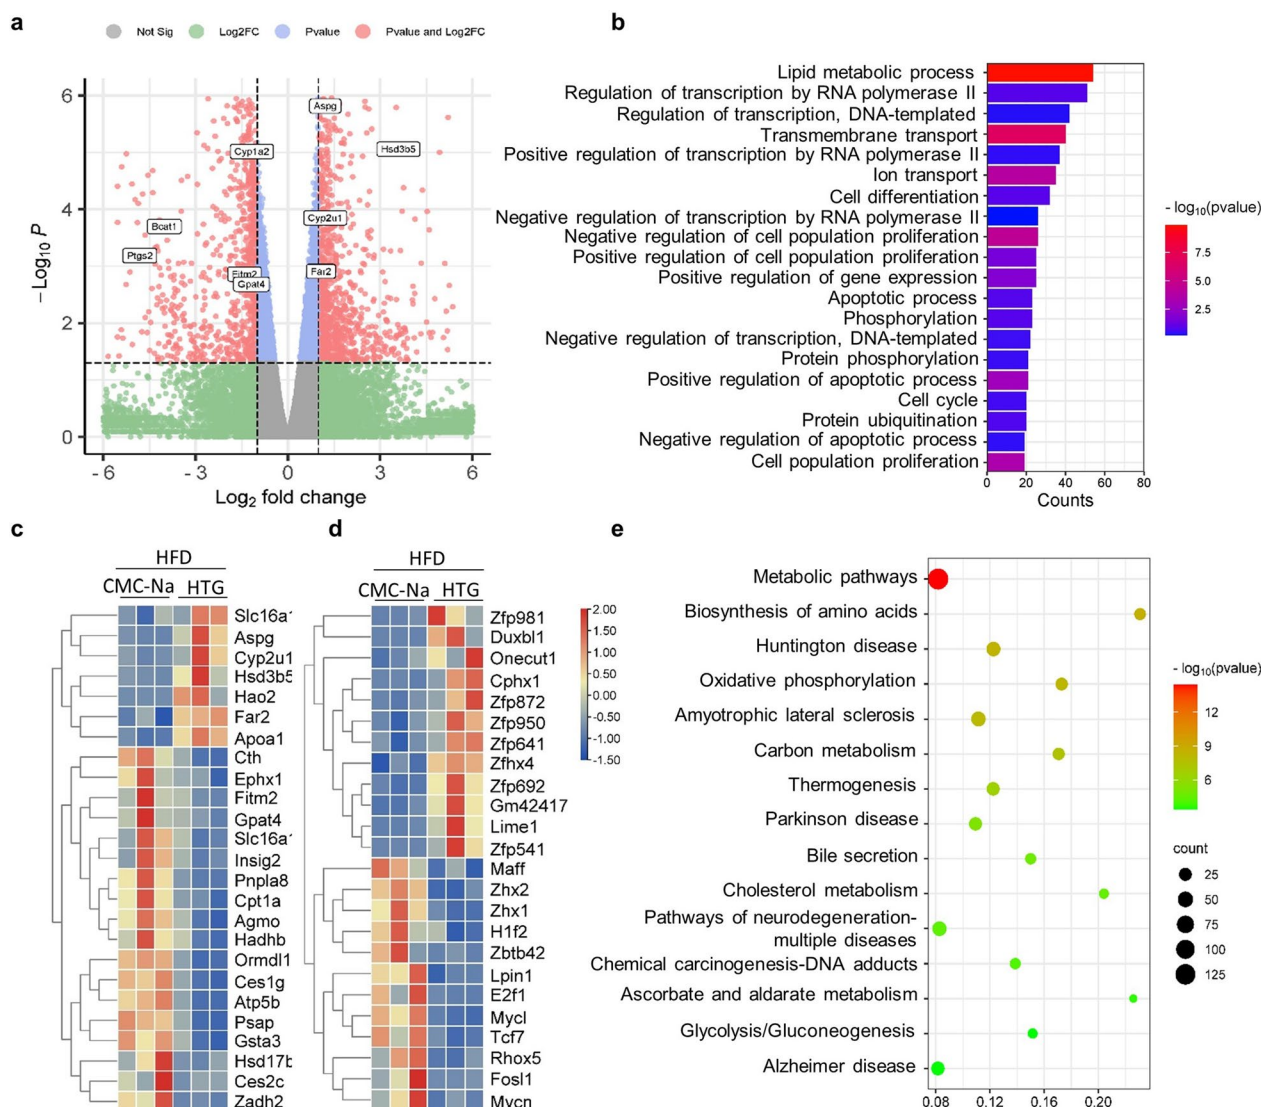 a
Not Sig Log2FC Pvalue Pvalue and Log2FC
Aspg
Cyp1a2
Hsd3b5
Cyp2u1
Bcat1
Ptgs2
Fitm2
Far2
Gpat4
6
4
2
0
-Log10 P
-6 -3 0 3 6
Log2 fold change
b
Lipid metabolic process
Regulation of transcription by RNA polymerase II
Regulation of transcription, DNA-templated
Transmembrane transport
Positive regulation of transcription by RNA polymerase II
Ion transport
Cell differentiation
Negative regulation of transcription by RNA polymerase II
Negative regulation of cell population proliferation
Positive regulation of cell population proliferation
Positive regulation of gene expression
Apoptotic process
Phosphorylation
Negative regulation of transcription, DNA-templated
Protein phosphorylation
Positive regulation of apoptotic process
Cell cycle
Protein ubiquitination
Negative regulation of apoptotic process
Cell population proliferation
0 20 40 60 80
Counts
- log10(pvalue)
7.5
5.0
2.5
c
HFD
CMC-Na HTG
Slc16a1
Aspg
Cyp2u1
Hsd3b5
Hao2
Far2
Apoa1
Cth
Ephx1
Fitm2
Gpat4
Slc16a1
Insig2
Pnpla8
Cpt1a
Agmo
Hadhb
Ormdl1
Ces1g
Atp5b
Psap
Gsta3
Hsd17b
Ces2c
Zadh2
d
HFD
CMC-Na HTG
Zfp981
Duxbl1
Onecut1
Cphx1
Zfp872
Zfp950
Zfp641
Zfhx4
Zfp692
Gm42417
Lime1
Zfp541
Maff
Zhx2
Zhx1
H1f2
Zbtb42
Lpin1
E2f1
Mycl
Tcf7
Rhox5
Fosl1
Mycn
2.00
1.50
1.00
0.50
0.00
-0.50
-1.00
-1.50
e
Metabolic pathways
Biosynthesis of amino acids
Huntington disease
Oxidative phosphorylation
Amyotrophic lateral sclerosis
Carbon metabolism
Thermogenesis
Parkinson disease
Bile secretion
Cholesterol metabolism
Pathways of neurodegeneration-
multiple diseases
Chemical carcinogenesis-DNA adducts
Ascorbate and aldarate metabolism
Glycolysis/Gluconeogenesis
Alzheimer disease
0.08 0.12 0.16 0.20
- log10(pvalue)
12
9
6
count
25
50
75
100
125